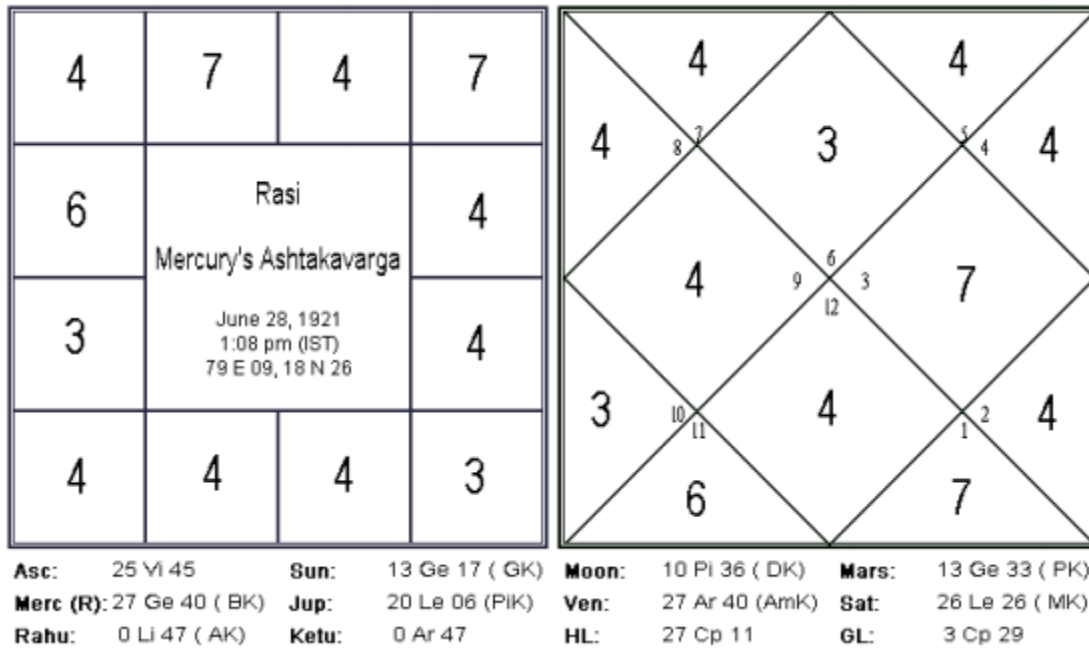 4 7 4 7
6 4
3 4
4 4 4 3
Rasi
Mercury's Ashtakavarga
June 28, 1921
1:08 pm (IST)
79 E 09, 18 N 26
4 4
7 5
4 8 3 4 4
6
4 9 3 7
12
3 10 4 2 4
11 1
6 7
Asc: 25 Vi 45 Sun: 13 Ge 17 ( GK) Moon: 10 Pi 36 ( DK) Mars: 13 Ge 33 ( PK)
Merc (R): 27 Ge 40 ( BK) Jup: 20 Le 06 (PiK) Ven: 27 Ar 40 (AmK) Sat: 26 Le 26 ( MK)
Rahu: 0 Li 47 ( AK) Ketu: 0 Ar 47 HL: 27 Cp 11 GL: 3 Cp 29